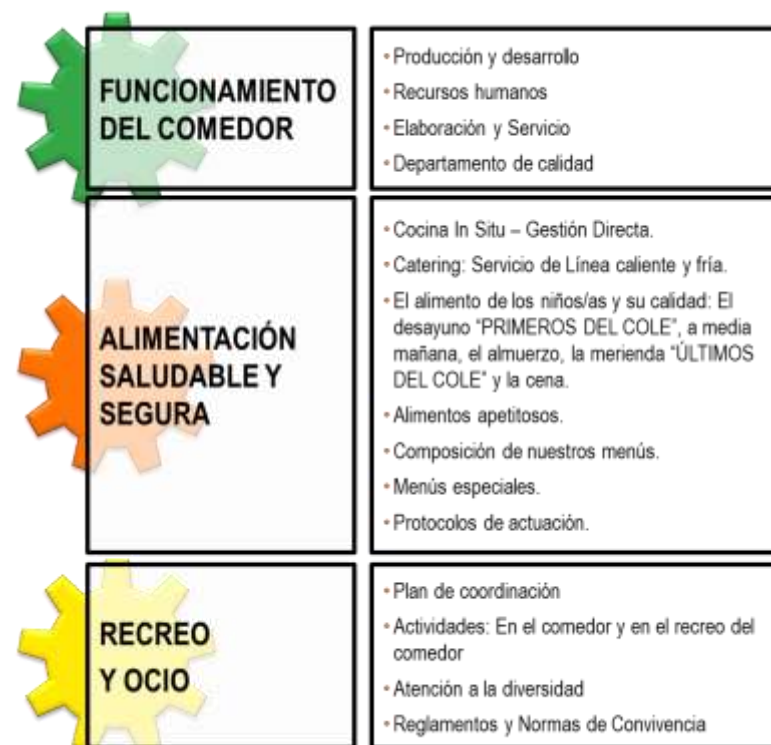 FUNCIONAMIENTO
DEL COMEDOR
• Producción y desarrollo
• Recursos humanos
• Elaboración y Servicio
• Departamento de calidad
ALIMENTACIÓN
SALUDABLE Y
SEGURA
• Cocina In Situ – Gestión Directa.
• Catering: Servicio de Línea caliente y fría.
• El alimento de los niños/as y su calidad: El
desayuno “PRIMEROS DEL COLE”, a media
mañana, el almuerzo, la merienda “ÚLTIMOS
DEL COLE” y la cena.
• Alimentos apetitosos.
• Composición de nuestros menús.
• Menús especiales.
• Protocolos de actuación.
RECREO
Y OCIO
• Plan de coordinación
• Actividades: En el comedor y en el recreo del
comedor
• Atención a la diversidad
• Reglamentos y Normas de Convivencia